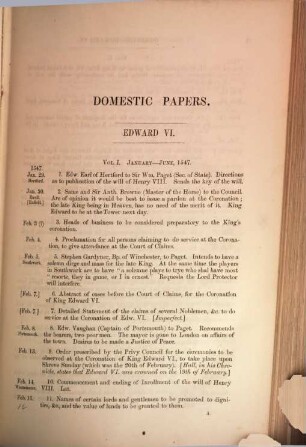 DOMESTIC PAPERS.
EDWARD VI.
VOL. I. JANUARY—JUNE, 1547.
1547.
Jan. 29. 1. Edw Earl of Hertford to Sir Wm. Paget (Sec. of State). Directions
as to publication of the will of Henry VIII. Sends the key of the will.
Jan. 30. 2. Same and Sir Anth. Browne (Master of the Horse) to the Council.
Are of opinion it would be best to issue a pardon at the Coronation;
the late King being in Heaven, has no need of the merit of it. King
Edward to be at the Tower next day.
Feb. 2 (?) 3. Heads of business to be considered preparatory to the King's
coronation.
Feb. 4. 4. Proclamation for all persons claiming to do service at the Corona-
tion, to give attendance at the Court of Claims.
Feb. 5. 5. Stephen Gardyner, Bp. of Winchester, to Paget. Intends to have a
Southwark. solemn dirge and mass for the late King. At the same time the players
in Southwark are to have "a solemne playe to trye who shal have most
resorte, they in game, or I in ernest." Requests the Lord Protector
will interfere.
[Feb. 7.] 6. Abstract of cases before the Court of Claims, for the Coronation
of King Edward VI.
[Feb. 7.] 7. Detailed Statement of the claims of several Noblemen, &c. to do
service at the Coronation of Edw. VI. [Imperfect.]
Feb. 8. 8. Edw. Vaughan (Captain of Portsmouth) to Paget. Recommends
Portsmouth. the bearers, two poor men. The mayor is gone to London on affairs of
the town. Desires to be made a Justice of Peace.
Feb. 13. 9. Order prescribed by the Privy Council for the ceremonies to be
observed at the Coronation of King Edward VI., to take place upon
Shrove Sunday (which was the 20th of February). [Hall, in his Chro-
nicle, states that Edward VI. was crowned on the 19th of February.]
Feb. 14. 10. Commencement and ending of Inrollment of the will of Henry
Westminster. VIII. Lat.
Feb. 15. 11. Names of certain lords and gentlemen to be promoted to digni-
ties, &c., and the value of lands to be granted to them.